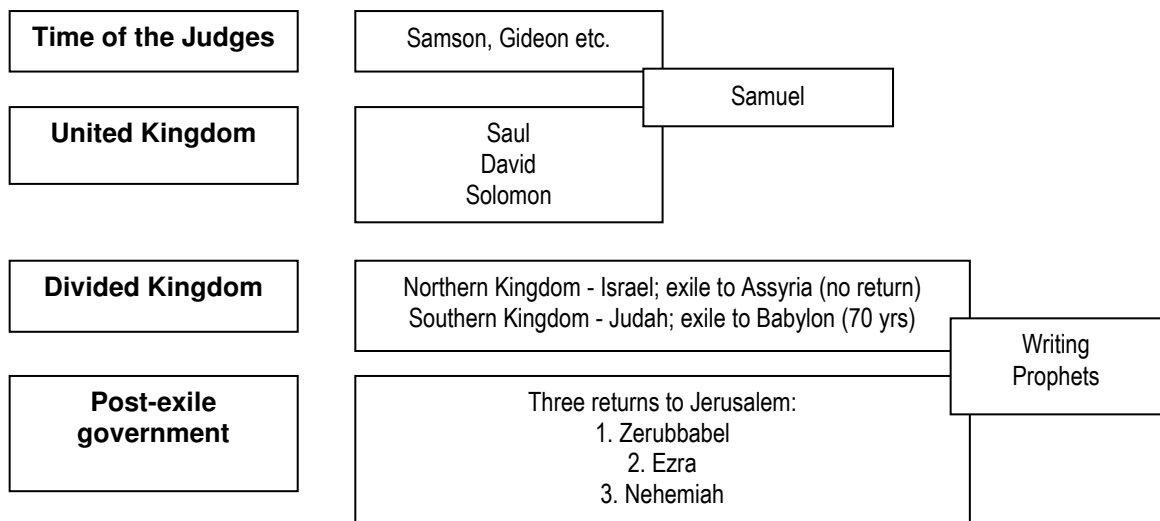 Time of the Judges
Samson, Gideon etc.
Samuel
United Kingdom
Saul
David
Solomon
Divided Kingdom
Northern Kingdom - Israel; exile to Assyria (no return)
Southern Kingdom - Judah; exile to Babylon (70 yrs)
Writing
Prophets
Post-exile
government
Three returns to Jerusalem:
1. Zerubbabel
2. Ezra
3. Nehemiah